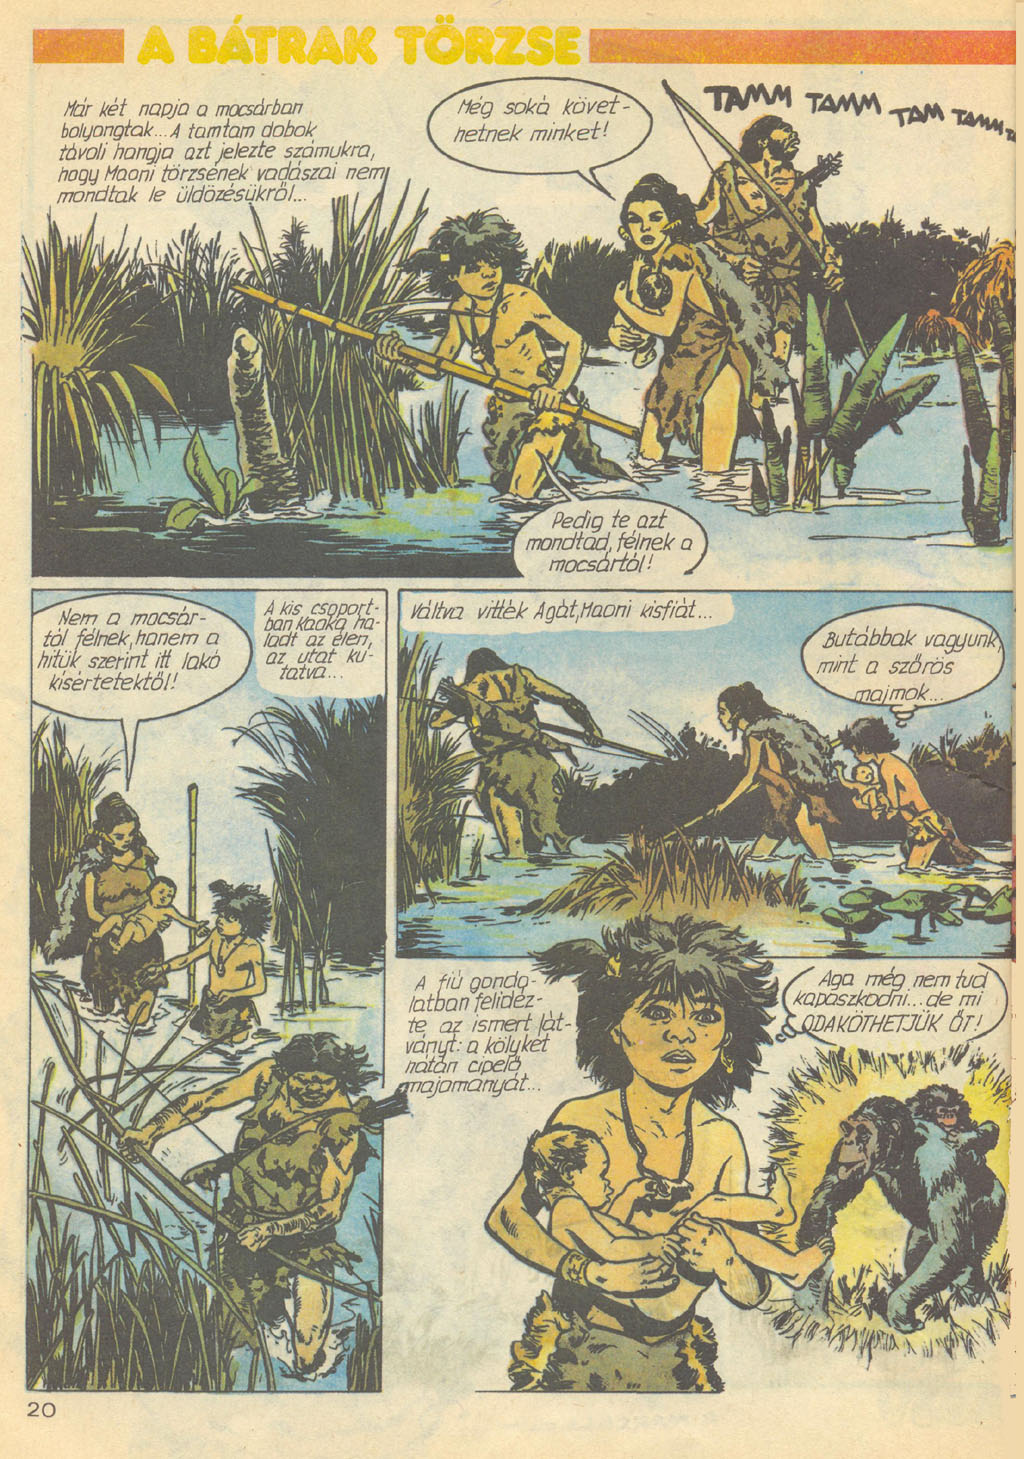 A BÁTRAK TÖRZSE
Már két napja a mocsárban
bolyongtak... A tamtam dobok
távoli hangja azt jelezte számukra,
hogy Maoni törzsének vadászai nem
mondtak le üldözésükről...
Még soká követ-
hetnek minket!
TAMM TAMM TAM TAMM
Pedig te azt
mondtad, félnek a
mocsártól!
Nem a mocsár-
tól félnek, hanem a
hitük szerint itt lakó
kisértetektől!
A kis csoport-
ban Kaoka ha-
ladt az élen,
az utat ku-
tatva...
Váltva vitték Agát, Maoni kisfiát...
Butábbak vagyunk,
mint a szőrös
majmok...
A fiú gondo-
latban felidéz-
te az ismert lát-
ványt: a kölykét
hátán cipelő
majomanyát...
Aga még nem tud
kapaszkodni... de mi
ODAKÖTHETJÜK ŐT!
20